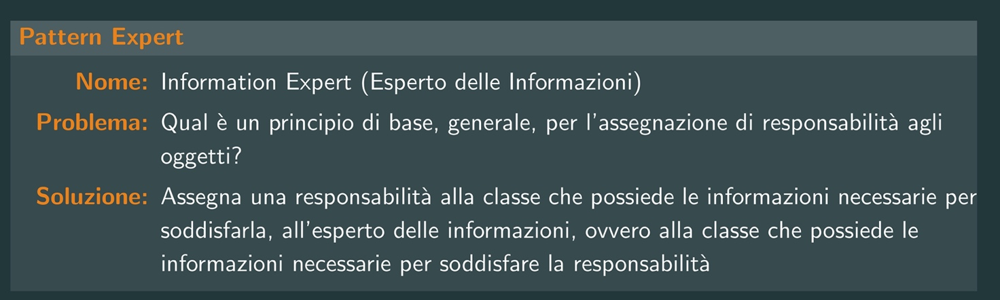 Pattern Expert
Nome: Information Expert (Esperto delle Informazioni)
Problema: Qual è un principio di base, generale, per l'assegnazione di responsabilità agli
oggetti?
Soluzione: Assegna una responsabilità alla classe che possiede le informazioni necessarie per
soddisfarla, all'esperto delle informazioni, ovvero alla classe che possiede le
informazioni necessarie per soddisfare la responsabilità